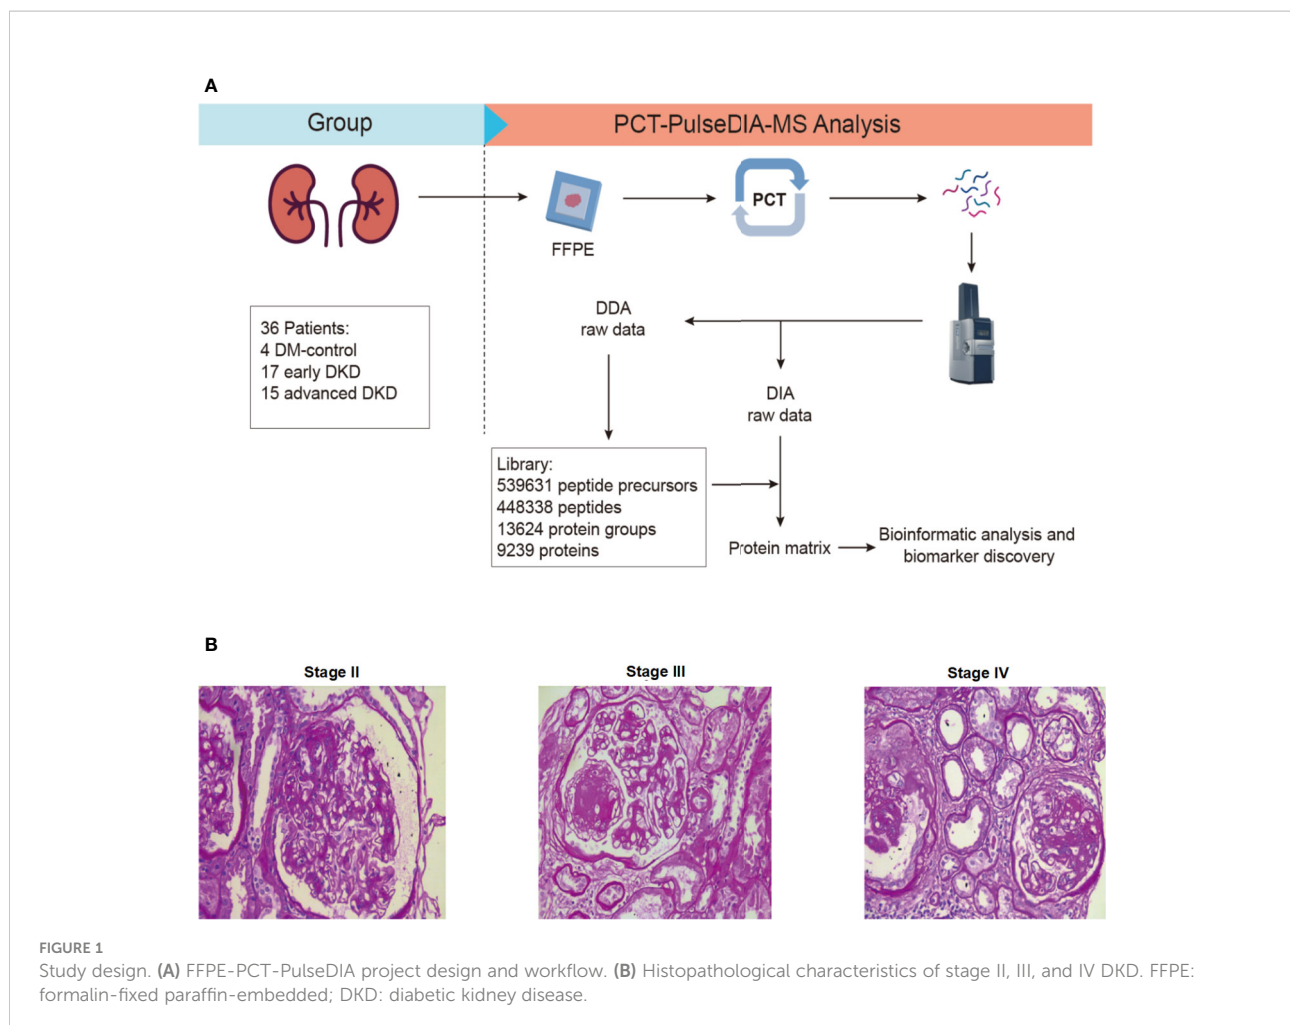 A
Group
PCT-PulseDIA-MS Analysis
FFPE
PCT
36 Patients:
4 DM-control
17 early DKD
15 advanced DKD
DDA
raw data
DIA
raw data
Library:
539631 peptide precursors
448338 peptides
13624 protein groups
9239 proteins
Protein matrix
Bioinformatic analysis and
biomarker discovery
B
Stage II
Stage III
Stage IV
FIGURE 1
Study design. (A) FFPE-PCT-PulseDIA project design and workflow. (B) Histopathological characteristics of stage II, III, and IV DKD. FFPE:
formalin-fixed paraffin-embedded; DKD: diabetic kidney disease.